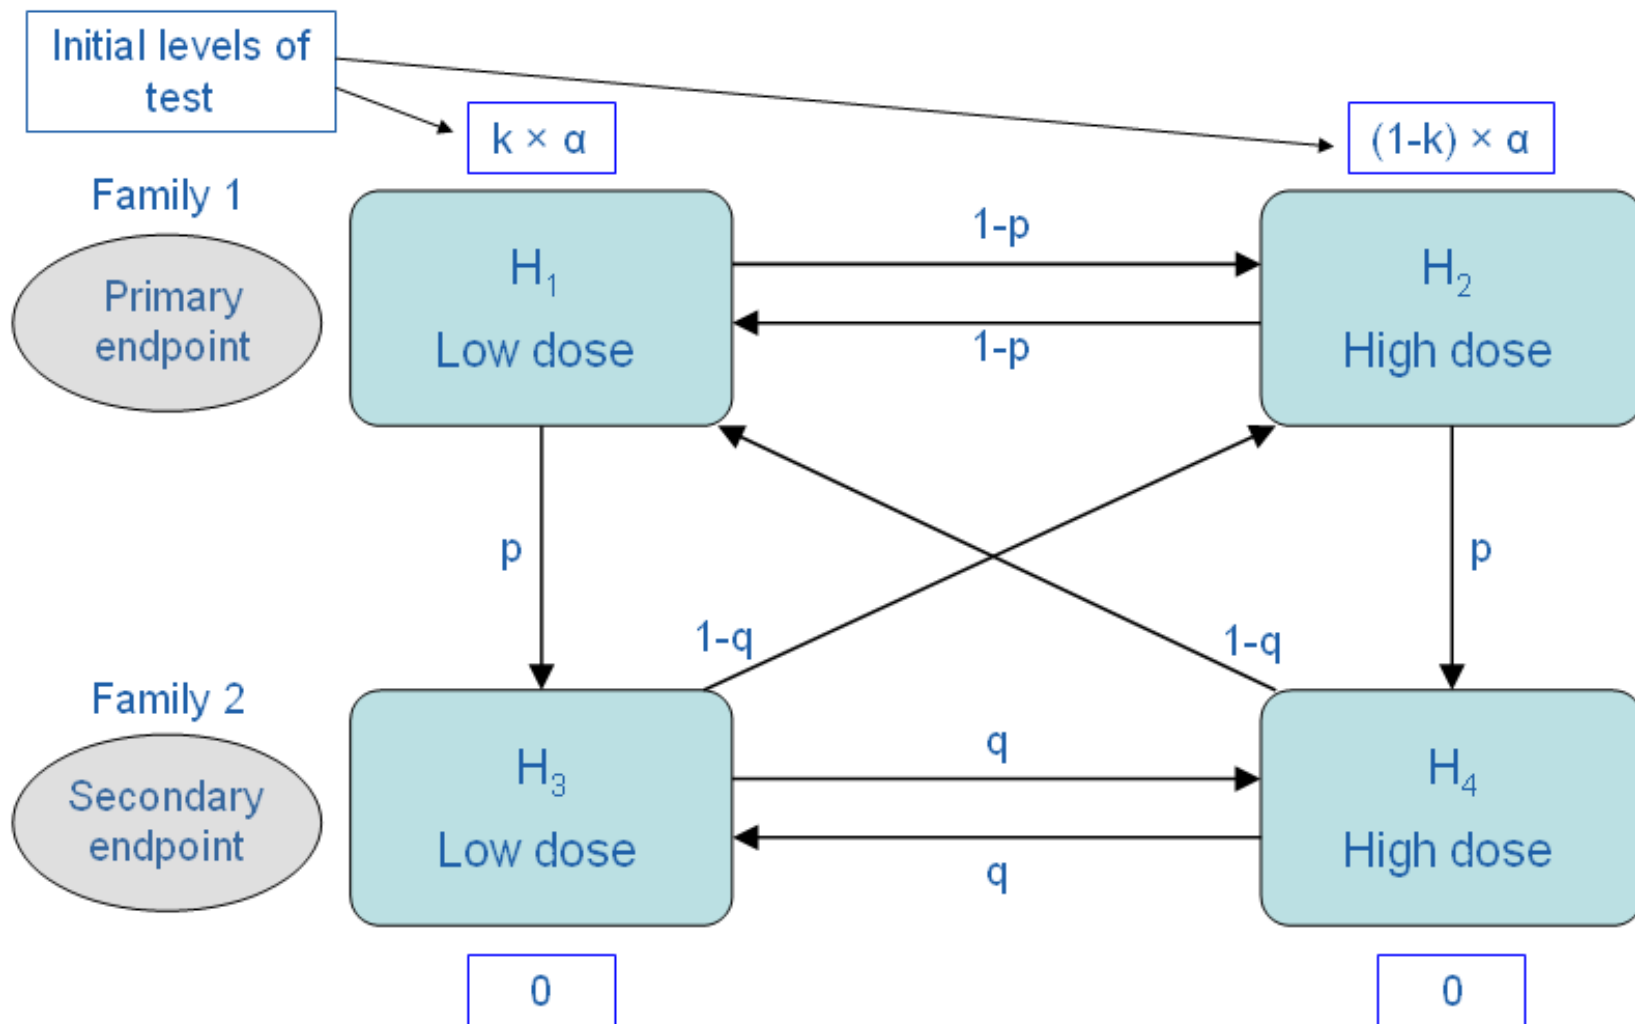 Initial levels of
test
k × α
(1-k) × α
Family 1
Primary
endpoint
H₁
Low dose
1-p
1-p
H₂
High dose
p
p
1-q
1-q
Family 2
Secondary
endpoint
H₃
Low dose
q
q
H₄
High dose
0
0